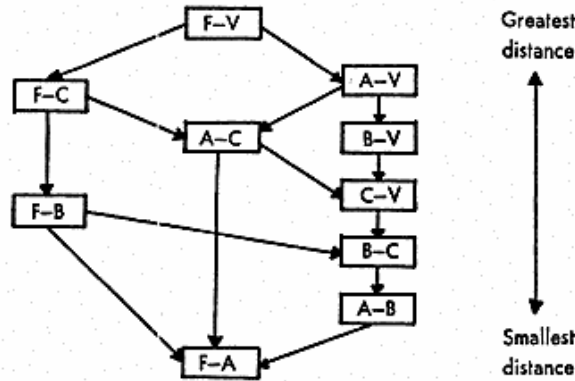 F–V
Greatest
distance
F–C
A–V
A–C
B–V
C–V
F–B
B–C
A–B
F–A
Smallest
distance